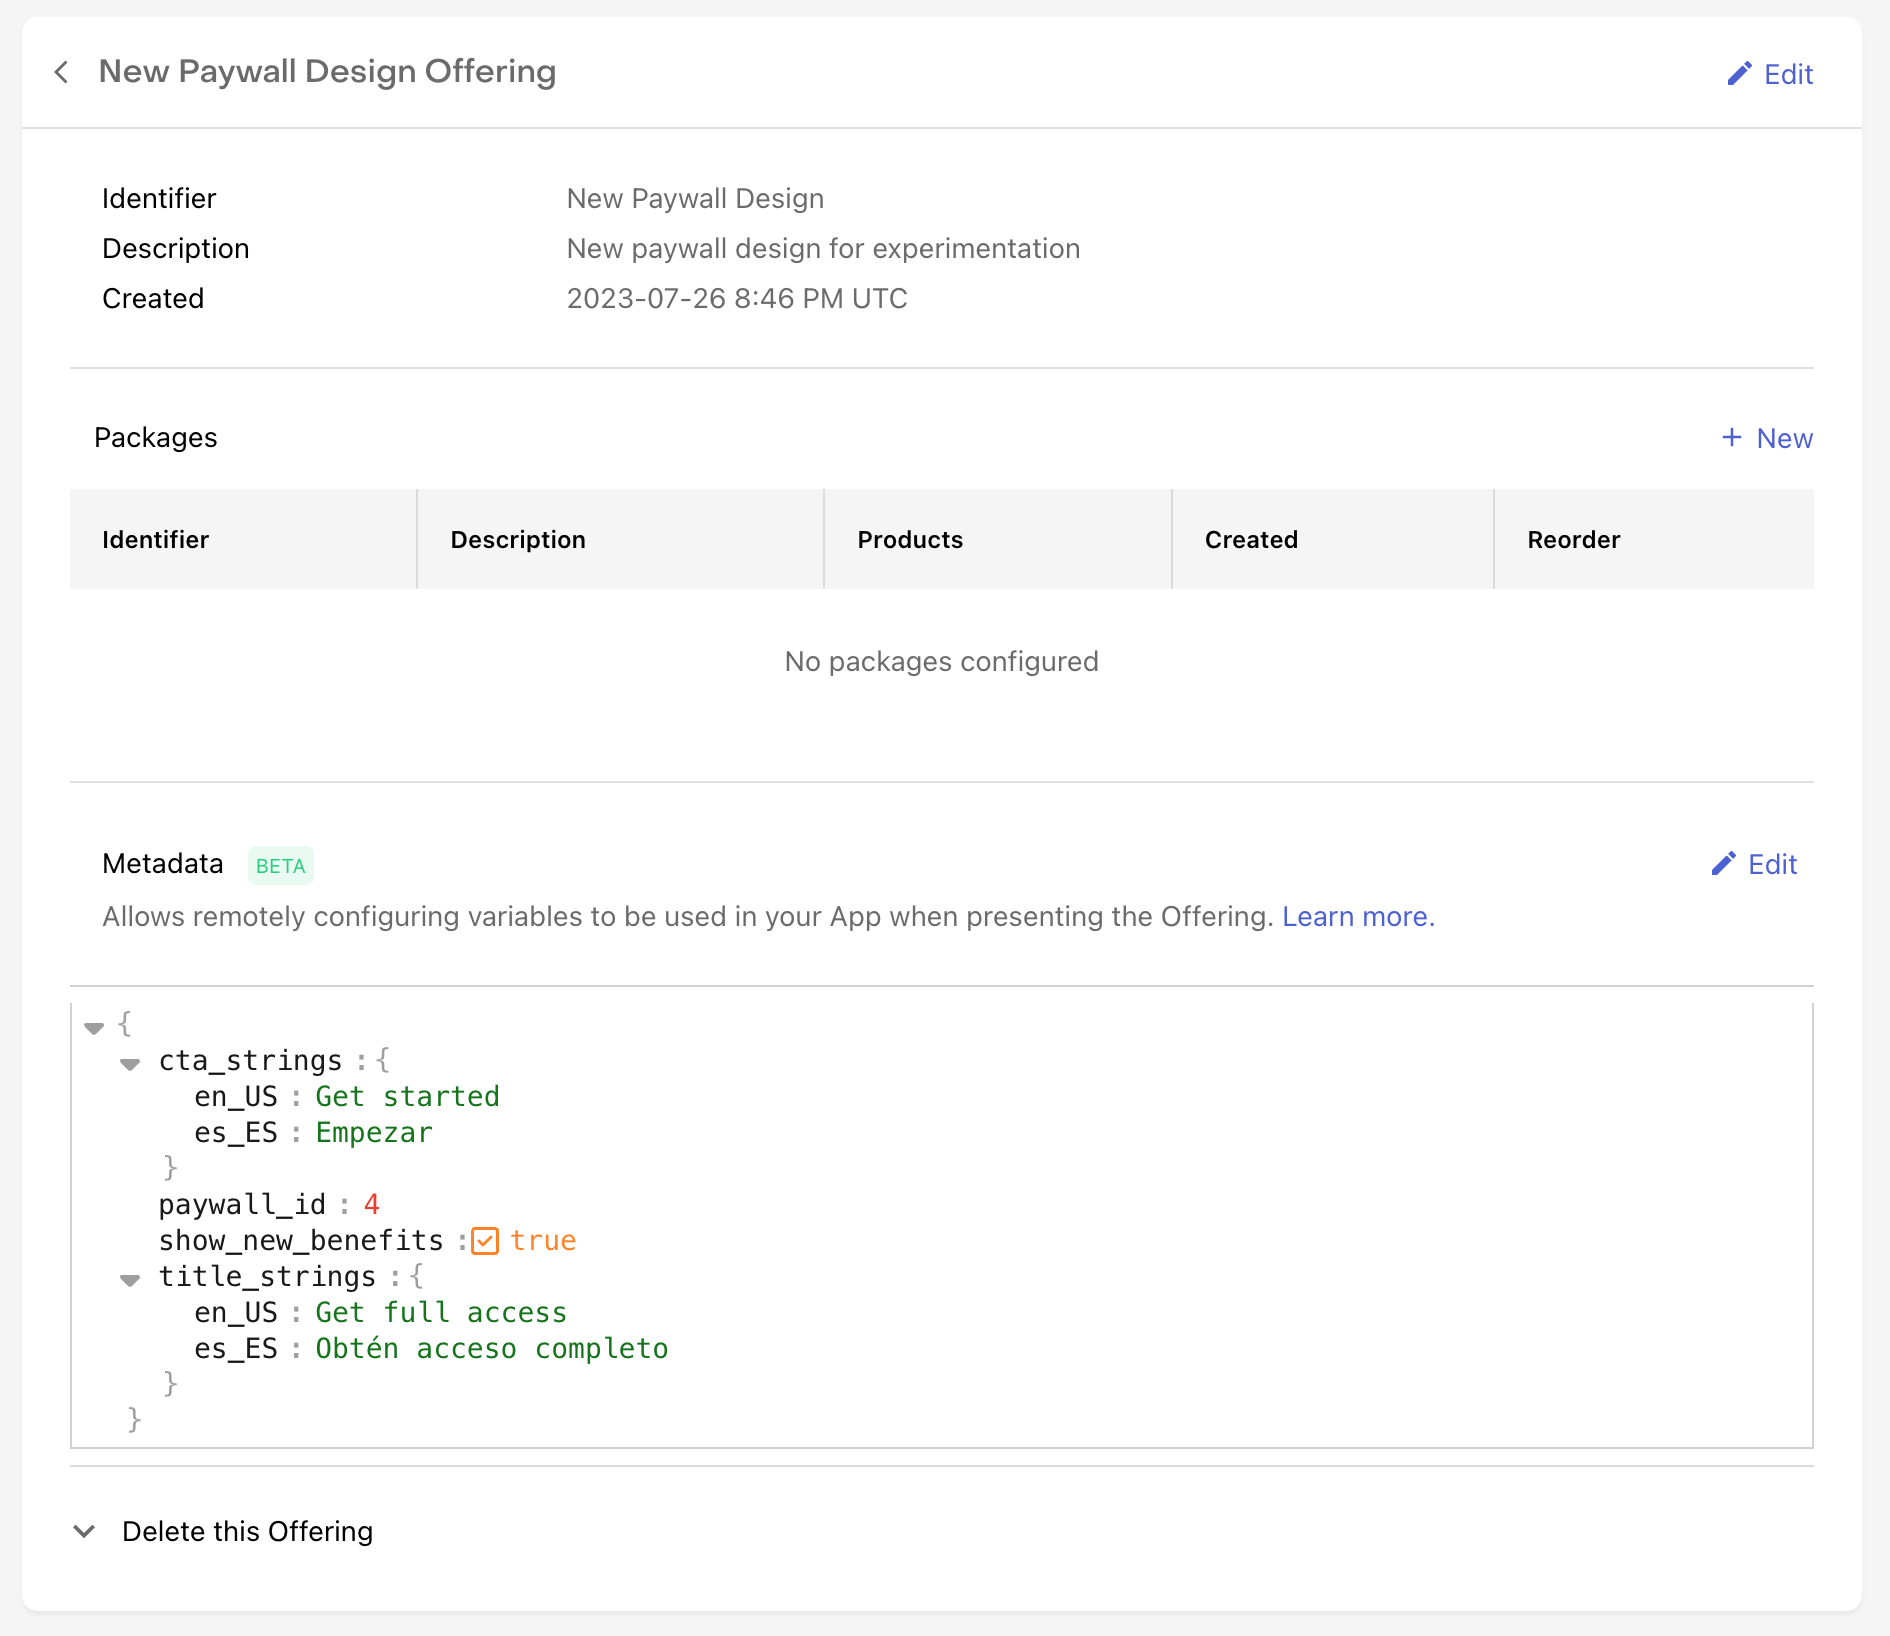 New Paywall Design Offering
Edit
Identifier New Paywall Design
Description New paywall design for experimentation
Created 2023-07-26 8:46 PM UTC
Packages
+ New
Identifier Description Products Created Reorder
No packages configured
Metadata BETA
Edit
Allows remotely configuring variables to be used in your App when presenting the Offering. Learn more.
{
cta_strings : {
en_US : Get started
es_ES : Empezar
}
paywall_id : 4
show_new_benefits : true
title_strings : {
en_US : Get full access
es_ES : Obtén acceso completo
}
}
Delete this Offering